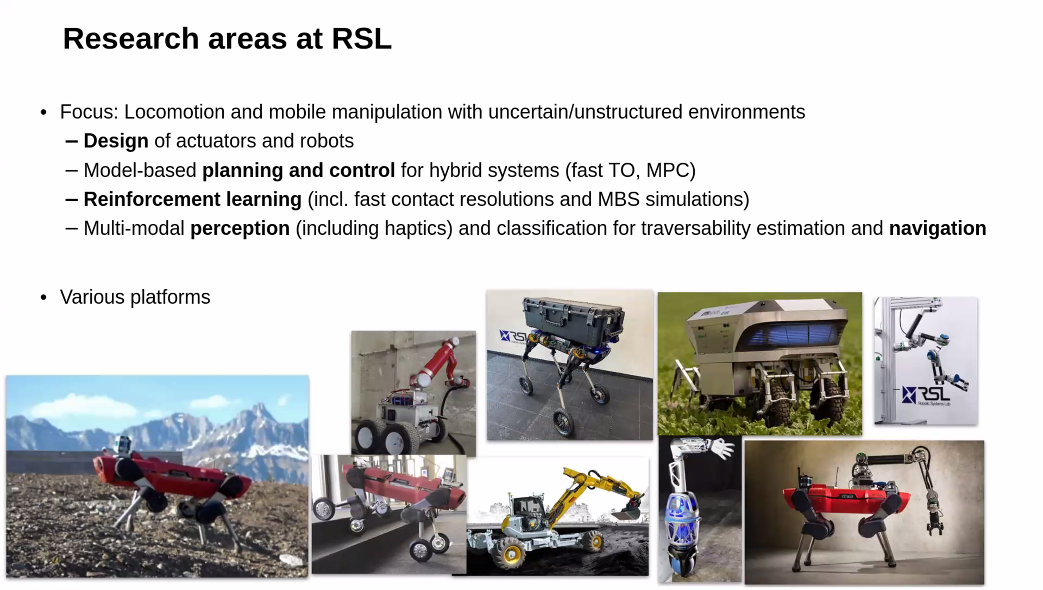 Research areas at RSL
• Focus: Locomotion and mobile manipulation with uncertain/unstructured environments
– Design of actuators and robots
– Model-based planning and control for hybrid systems (fast TO, MPC)
– Reinforcement learning (incl. fast contact resolutions and MBS simulations)
– Multi-modal perception (including haptics) and classification for traversability estimation and navigation
• Various platforms
RSL
RSL